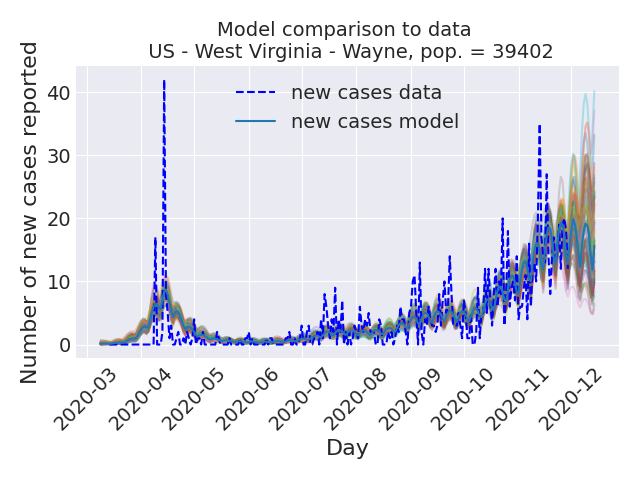 Model comparison to data
US - West Virginia - Wayne, pop. = 39402
Number of new cases reported
40
30
20
10
0
new cases data
new cases model
2020-03
2020-04
2020-05
2020-06
2020-07
2020-08
2020-09
2020-10
2020-11
2020-12
Day